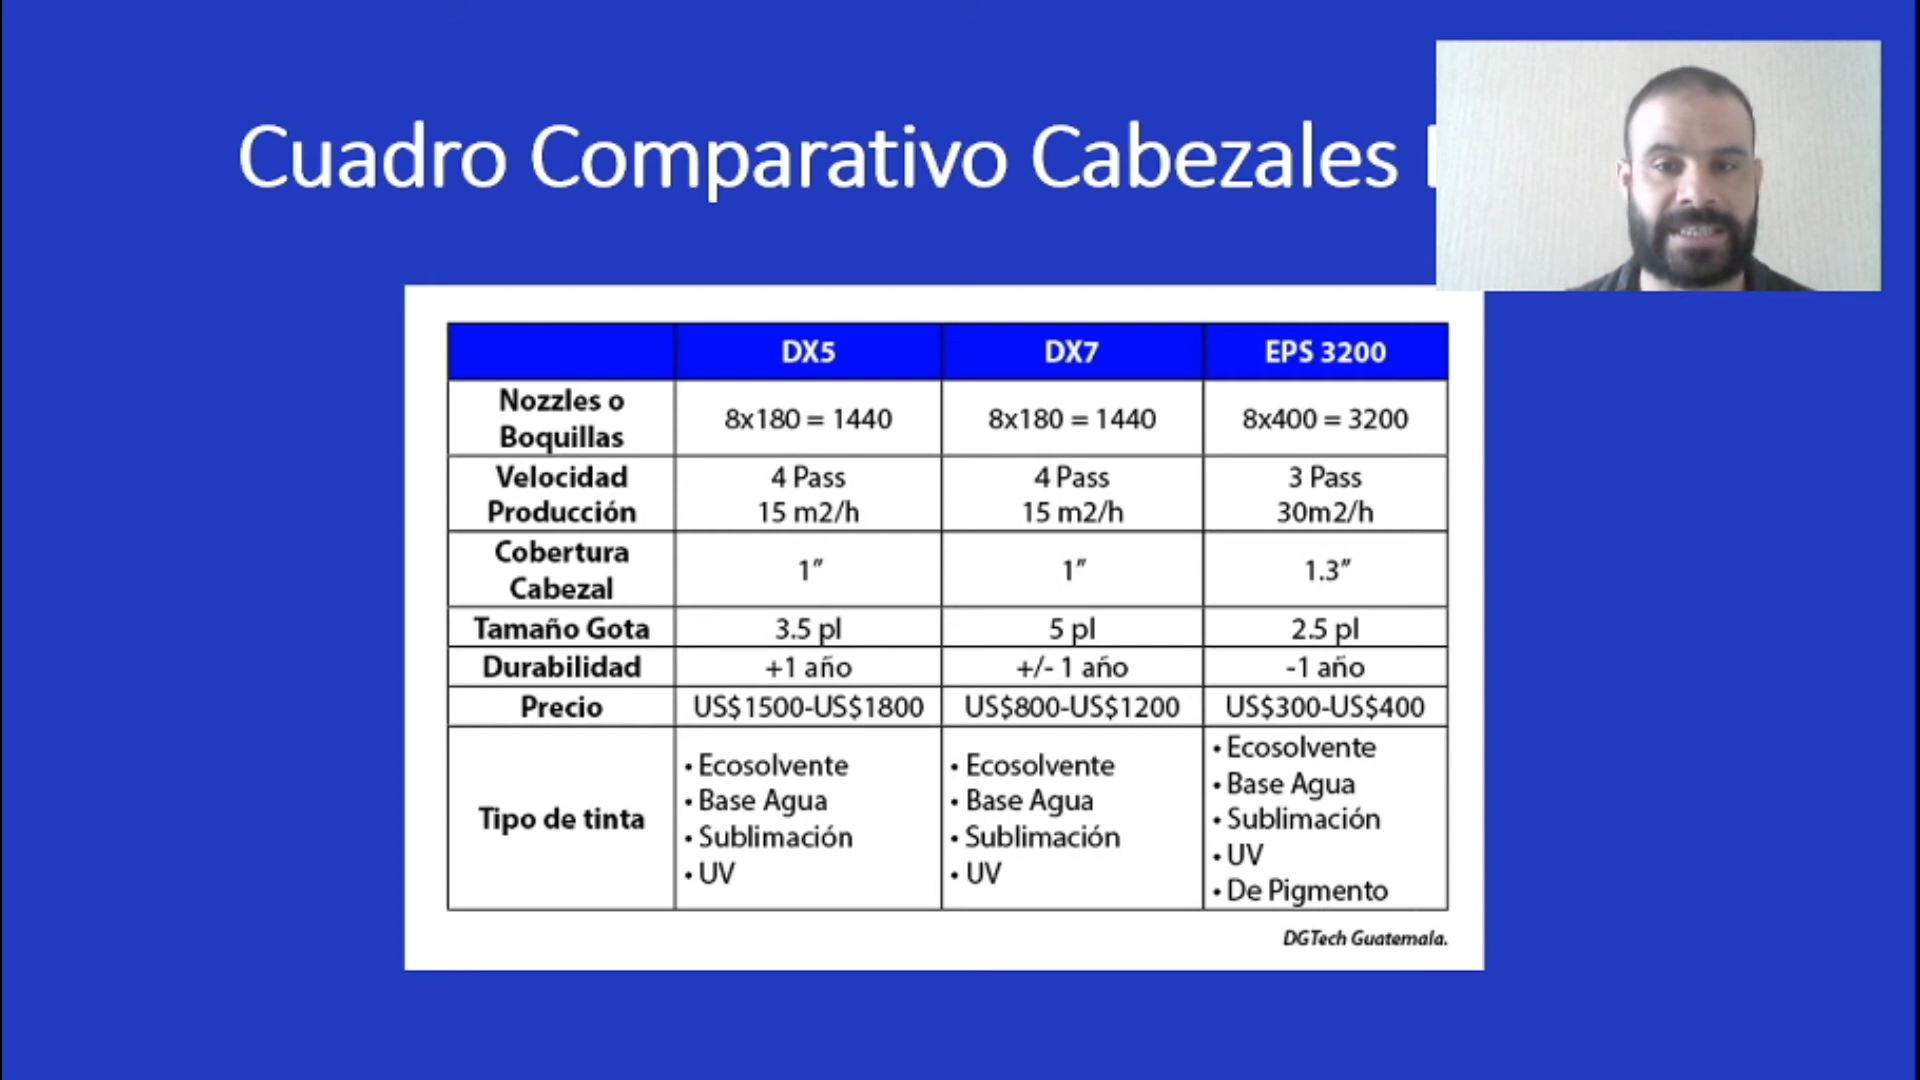 Cuadro Comparativo Cabezales
DX5 DX7 EPS 3200
Nozzles o
Boquillas 8x180 = 1440 8x180 = 1440 8x400 = 3200
Velocidad 4 Pass 4 Pass 3 Pass
Producción 15 m2/h 15 m2/h 30m2/h
Cobertura
Cabezal 1” 1” 1.3”
Tamaño Gota 3.5 pl 5 pl 2.5 pl
Durabilidad +1 año +/- 1 año -1 año
Precio US$1500-US$1800 US$800-US$1200 US$300-US$400
Tipo de tinta
• Ecosolvente
• Base Agua
• Sublimación
• UV
• Ecosolvente
• Base Agua
• Sublimación
• UV
• Ecosolvente
• Base Agua
• Sublimación
• UV
• De Pigmento
DGTech Guatemala.